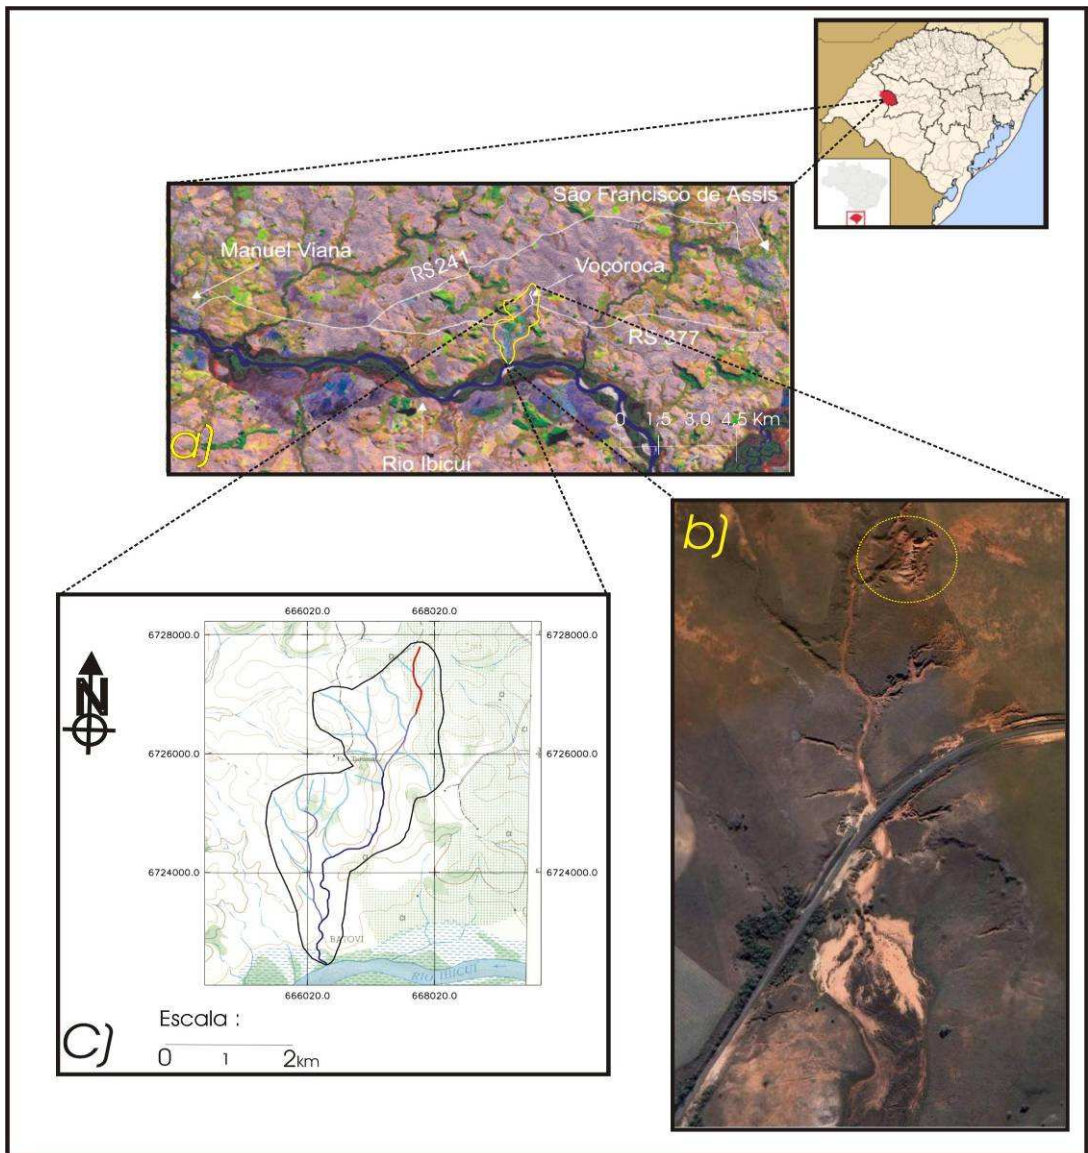 São Francisco de Assis
Manuel Viana
RS241
Voçoroca
RS 377
0 1,5 3,0 4,5 Km
a)
Rio Ibicuí
b)
666020.0 668020.0
6728000.0 6728000.0
N
6726000.0 6726000.0
6724000.0 6724000.0
BATOVI
RIO IBICUÍ
666020.0 668020.0
Escala :
C)
0 1 2km